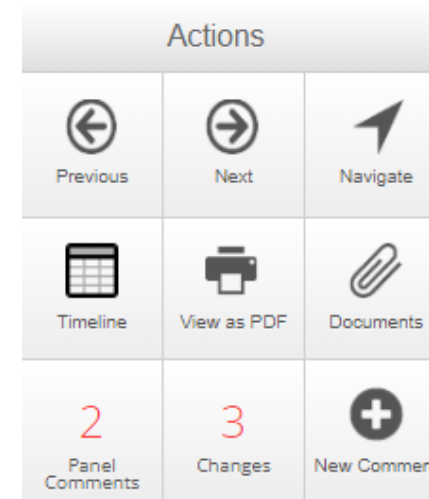 Actions
Previous
Next
Navigate
Timeline
View as PDF
Documents
2
3
Panel
Comments
Changes
New Commen